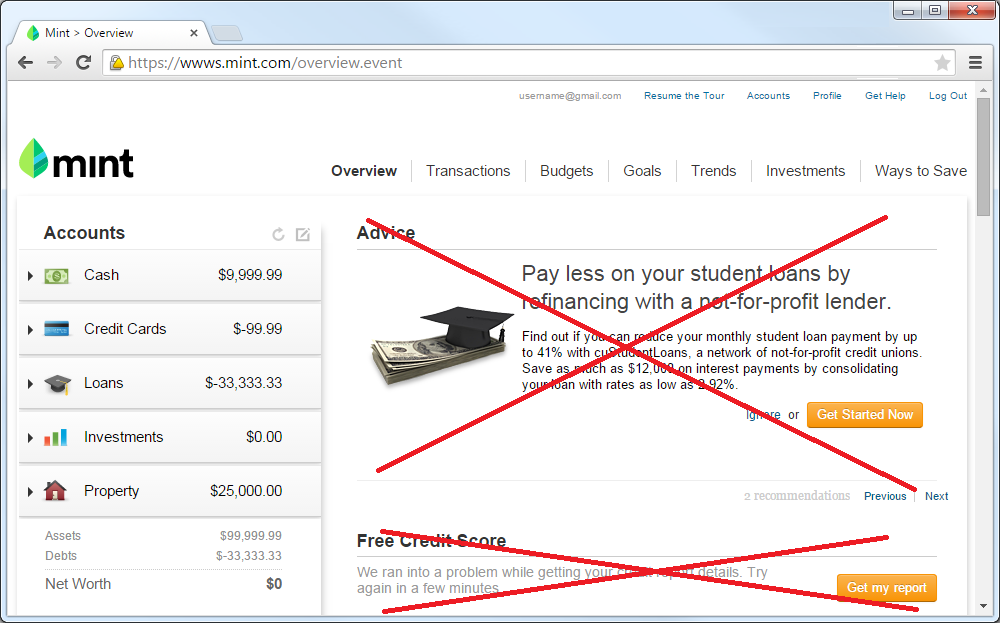 Mint > Overview
https://wwws.mint.com/overview.event
username@gmail.com Resume the Tour Accounts Profile Get Help Log Out
mint
Overview Transactions Budgets Goals Trends Investments Ways to Save
Accounts
Cash $9,999.99
Credit Cards $-99.99
Loans $-33,333.33
Investments $0.00
Property $25,000.00
Assets $99,999.99
Debts $-33,333.33
Net Worth $0
Advice
Pay less on your student loans by
refinancing with a not-for-profit lender.
Find out if you can reduce your monthly student loan payment by up
to 41% with cuStudentLoans, a network of not-for-profit credit unions.
Save as much as $12,000 on interest payments by consolidating
your loan with rates as low as 2.92%.
Ignore or Get Started Now
2 recommendations Previous Next
Free Credit Score
We ran into a problem while getting your credit report details. Try
again in a few minutes.
Get my report